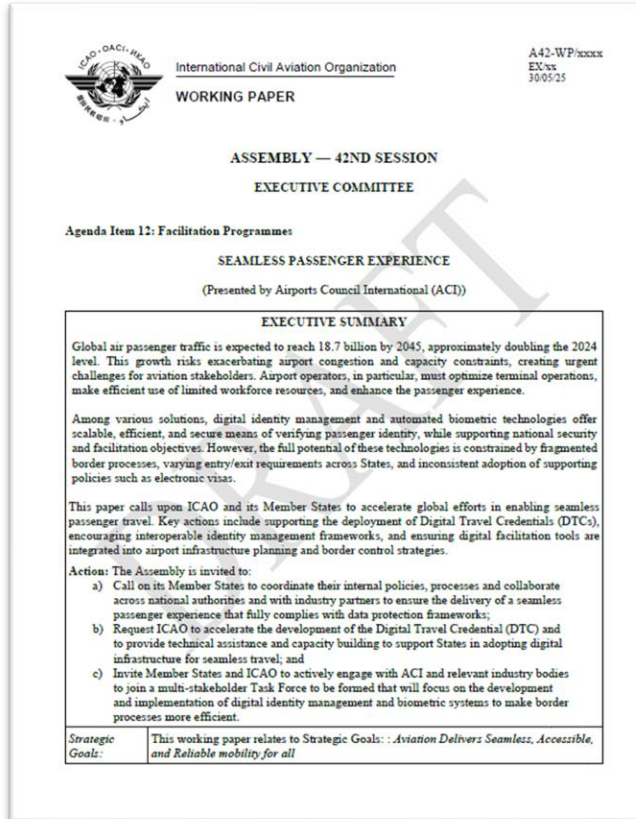 ICAO · OACI · ИКАО
International Civil Aviation Organization
WORKING PAPER
A42-WP/xxxx
EX/xx
30/05/25
ASSEMBLY — 42ND SESSION
EXECUTIVE COMMITTEE
Agenda Item 12: Facilitation Programmes
SEAMLESS PASSENGER EXPERIENCE
(Presented by Airports Council International (ACI))
EXECUTIVE SUMMARY
Global air passenger traffic is expected to reach 18.7 billion by 2045, approximately doubling the 2024
level. This growth risks exacerbating airport congestion and capacity constraints, creating urgent
challenges for aviation stakeholders. Airport operators, in particular, must optimize terminal operations,
make efficient use of limited workforce resources, and enhance the passenger experience.
Among various solutions, digital identity management and automated biometric technologies offer
scalable, efficient, and secure means of verifying passenger identity, while supporting national security
and facilitation objectives. However, the full potential of these technologies is constrained by fragmented
border processes, varying entry/exit requirements across States, and inconsistent adoption of supporting
policies such as electronic visas.
This paper calls upon ICAO and its Member States to accelerate global efforts in enabling seamless
passenger travel. Key actions include supporting the deployment of Digital Travel Credentials (DTCs),
encouraging interoperable identity management frameworks, and ensuring digital facilitation tools are
integrated into airport infrastructure planning and border control strategies.
Action: The Assembly is invited to:
a) Call on its Member States to coordinate their internal policies, processes and collaborate
across national authorities and with industry partners to ensure the delivery of a seamless
passenger experience that fully complies with data protection frameworks;
b) Request ICAO to accelerate the development of the Digital Travel Credential (DTC) and
to provide technical assistance and capacity building to support States in adopting digital
infrastructure for seamless travel; and
c) Invite Member States and ICAO to actively engage with ACI and relevant industry bodies
to join a multi-stakeholder Task Force to be formed that will focus on the development
and implementation of digital identity management and biometric systems to make border
processes more efficient.
Strategic
Goals:
This working paper relates to Strategic Goals: : Aviation Delivers Seamless, Accessible,
and Reliable mobility for all
DRAFT